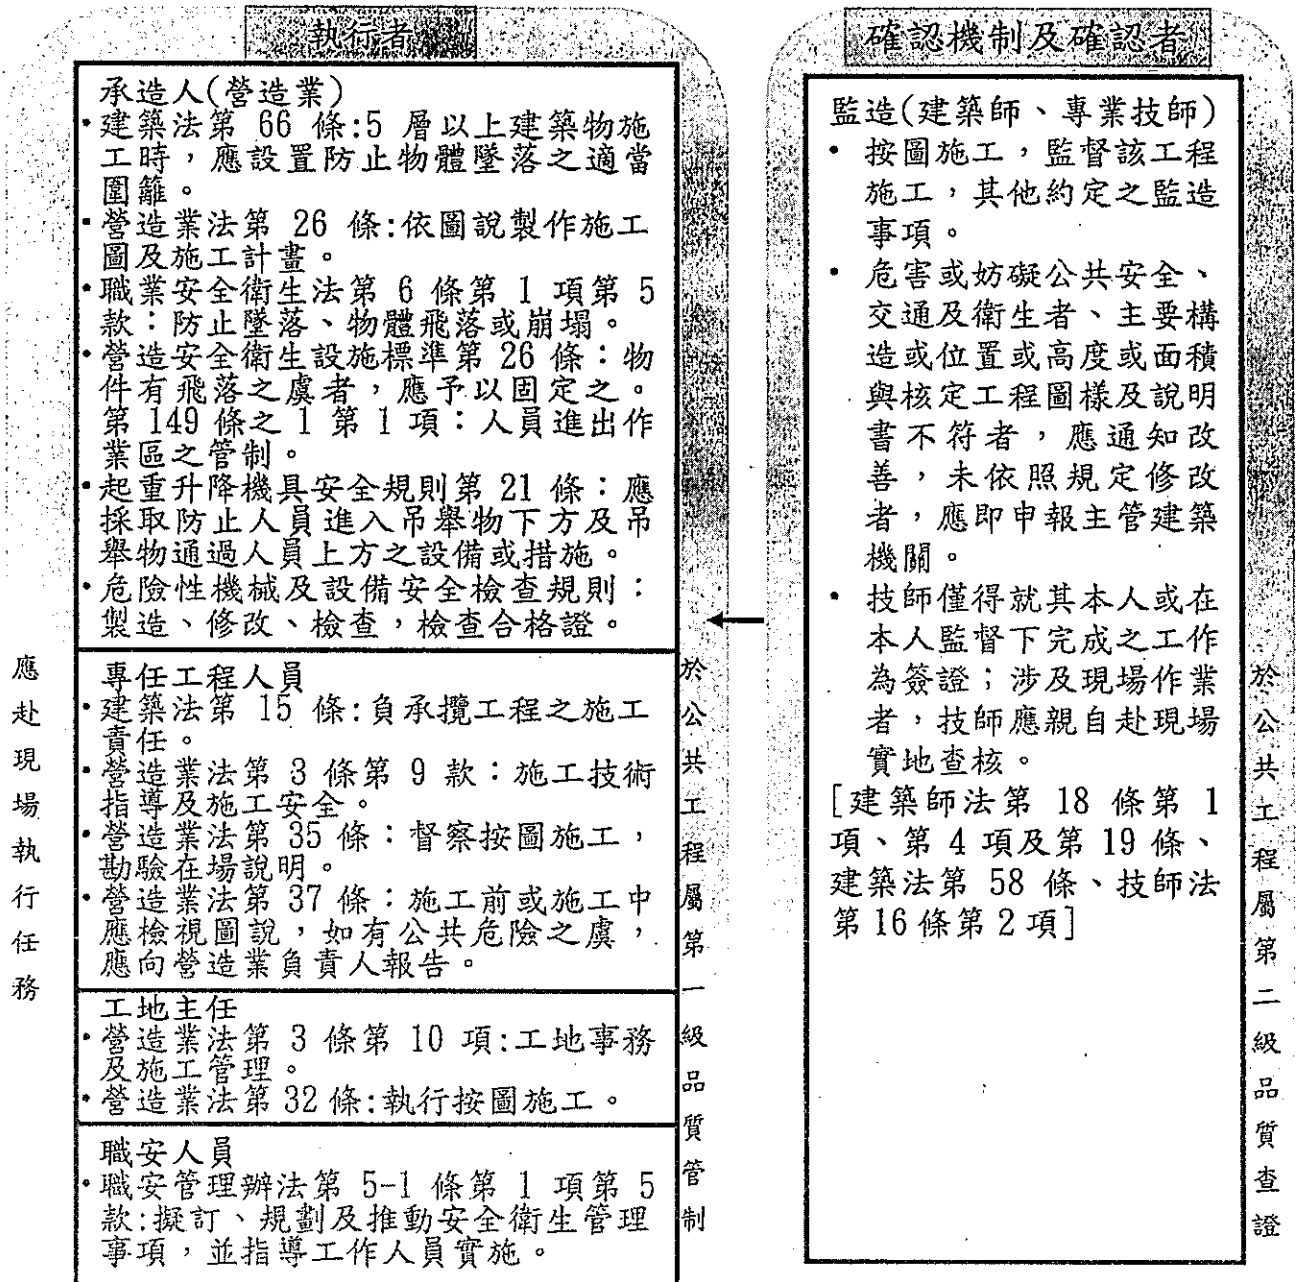 執行者
承造人(營造業)
•建築法第 66 條:5 層以上建築物施
工時，應設置防止物體墜落之適當
圍籬。
•營造業法第 26 條:依圖說製作施工
圖及施工計畫。
•職業安全衛生法第 6 條第 1 項第 5
款：防止墜落、物體飛落或崩塌。
•營造安全衛生設施標準第 26 條：物
件有飛落之虞者，應予以固定之。
第 149 條之 1 第 1 項：人員進出作
業區之管制。
•起重升降機具安全規則第 21 條：應
採取防止人員進入吊舉物下方及吊
舉物通過人員上方之設備或措施。
•危險性機械及設備安全檢查規則：
製造、修改、檢查，檢查合格證。
專任工程人員
•建築法第 15 條:負承攬工程之施工
責任。
•營造業法第 3 條第 9 款：施工技術
指導及施工安全。
•營造業法第 35 條：督察按圖施工，
勘驗在場說明。
•營造業法第 37 條：施工前或施工中
應檢視圖說，如有公共危險之虞，
應向營造業負責人報告。
工地主任
•營造業法第 3 條第 10 項:工地事務
及施工管理。
•營造業法第 32 條:執行按圖施工。
職安人員
•職安管理辦法第 5-1 條第 1 項第 5
款:擬訂、規劃及推動安全衛生管理
事項，並指導工作人員實施。
應赴現場執行任務
於公共工程屬第一級品質管制
確認機制及確認者
監造(建築師、專業技師)
• 按圖施工，監督該工程
施工，其他約定之監造
事項。
• 危害或妨礙公共安全、
交通及衛生者、主要構
造或位置或高度或面積
與核定工程圖樣及說明
書不符者，應通知改
善，未依照規定修改
者，應即申報主管建築
機關。
• 技師僅得就其本人或在
本人監督下完成之工作
為簽證；涉及現場作業
者，技師應親自赴現場
實地查核。
[建築師法第 18 條第 1
項、第 4 項及第 19 條、
建築法第 58 條、技師法
第 16 條第 2 項]
於公共工程屬第二級品質查證